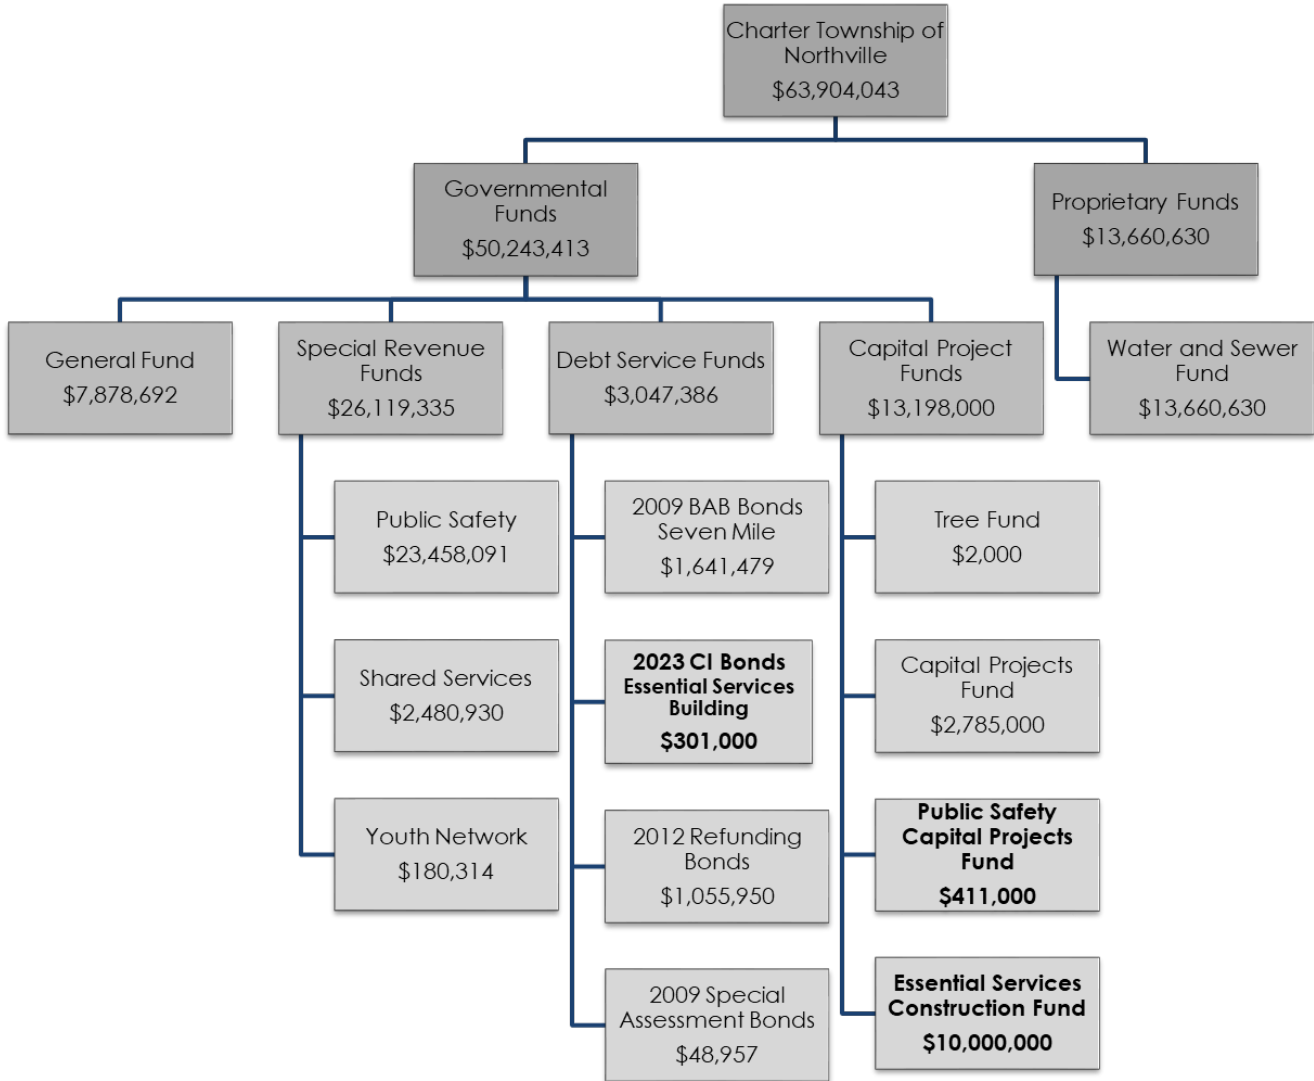 Charter Township of
Northville
$63,904,043
Governmental
Funds
$50,243,413
Proprietary Funds
$13,660,630
General Fund
$7,878,692
Special Revenue
Funds
$26,119,335
Debt Service Funds
$3,047,386
Capital Project
Funds
$13,198,000
Water and Sewer
Fund
$13,660,630
Public Safety
$23,458,091
Shared Services
$2,480,930
Youth Network
$180,314
2009 BAB Bonds
Seven Mile
$1,641,479
2023 CI Bonds
Essential Services
Building
$301,000
2012 Refunding
Bonds
$1,055,950
2009 Special
Assessment Bonds
$48,957
Tree Fund
$2,000
Capital Projects
Fund
$2,785,000
Public Safety
Capital Projects
Fund
$411,000
Essential Services
Construction Fund
$10,000,000